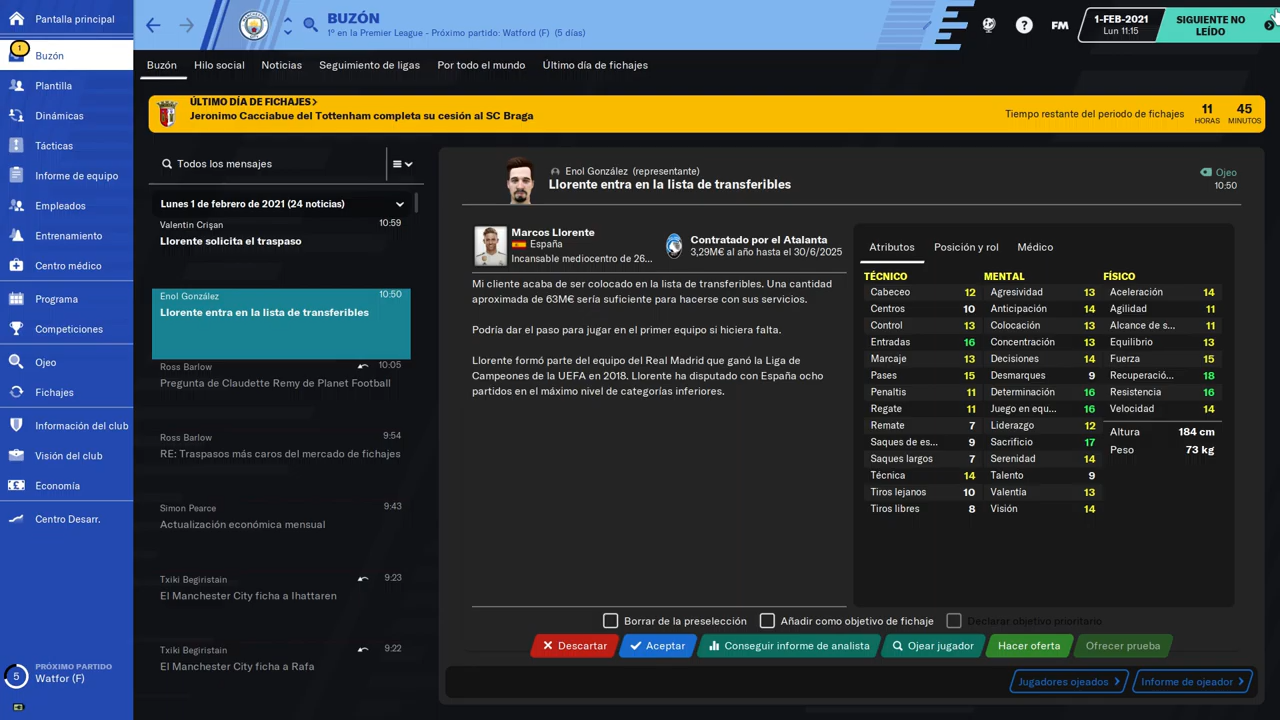 Pantalla principal
1
Buzón
Plantilla
Dinámicas
Tácticas
Informe de equipo
Empleados
Entrenamiento
Centro médico
Programa
Competiciones
Ojeo
Fichajes
Información del club
Visión del club
Economía
Centro Desarr.
5
PRÓXIMO PARTIDO
Watfor (F)
BUZÓN
1º en la Premier League - Próximo partido: Watford (F) (5 días)
?
FM
1-FEB-2021
Lun 11:15
SIGUIENTE NO
LEÍDO
Buzón Hilo social Noticias Seguimiento de ligas Por todo el mundo Último día de fichajes
ÚLTIMO DÍA DE FICHAJES
Jeronimo Cacciabue del Tottenham completa su cesión al SC Braga
Tiempo restante del periodo de fichajes
11
HORAS
45
MINUTOS
Todos los mensajes
Lunes 1 de febrero de 2021 (24 noticias)
Valentin Crişan 10:59
Llorente solicita el traspaso
Enol González 10:50
Llorente entra en la lista de transferibles
Ross Barlow 10:05
Pregunta de Claudette Remy de Planet Football
Ross Barlow 9:54
RE: Traspasos más caros del mercado de fichajes
Simon Pearce 9:43
Actualización económica mensual
Txiki Begiristain 9:23
El Manchester City ficha a Ihattaren
Txiki Begiristain 9:22
El Manchester City ficha a Rafa
Enol González (representante)
Llorente entra en la lista de transferibles
Ojeo
10:50
Marcos Llorente
España
Incansable mediocentro de 26...
Contratado por el Atalanta
3,29M€ al año hasta el 30/6/2025
Mi cliente acaba de ser colocado en la lista de transferibles. Una cantidad
aproximada de 63M€ sería suficiente para hacerse con sus servicios.
Podría dar el paso para jugar en el primer equipo si hiciera falta.
Llorente formó parte del equipo del Real Madrid que ganó la Liga de
Campeones de la UEFA en 2018. Llorente ha disputado con España ocho
partidos en el máximo nivel de categorías inferiores.
Atributos Posición y rol Médico
TÉCNICO MENTAL FÍSICO
Cabeceo 12 Agresividad 13 Aceleración 14
Centros 10 Anticipación 14 Agilidad 11
Control 13 Colocación 13 Alcance de s... 11
Entradas 16 Concentración 13 Equilibrio 13
Marcaje 13 Decisiones 14 Fuerza 15
Pases 15 Desmarques 9 Recuperació... 18
Penaltis 11 Determinación 16 Resistencia 16
Regate 11 Juego en equ... 16 Velocidad 14
Remate 7 Liderazgo 12
Saques de es... 9 Sacrificio 17
Saques largos 7 Serenidad 14
Técnica 14 Talento 9
Tiros lejanos 10 Valentía 13
Tiros libres 8 Visión 14
Altura 184 cm
Peso 73 kg
Borrar de la preselección Añadir como objetivo de fichaje Declarar objetivo prioritario
Descartar Aceptar Conseguir informe de analista Ojear jugador Hacer oferta Ofrecer prueba
Jugadores ojeados Informe de ojeador